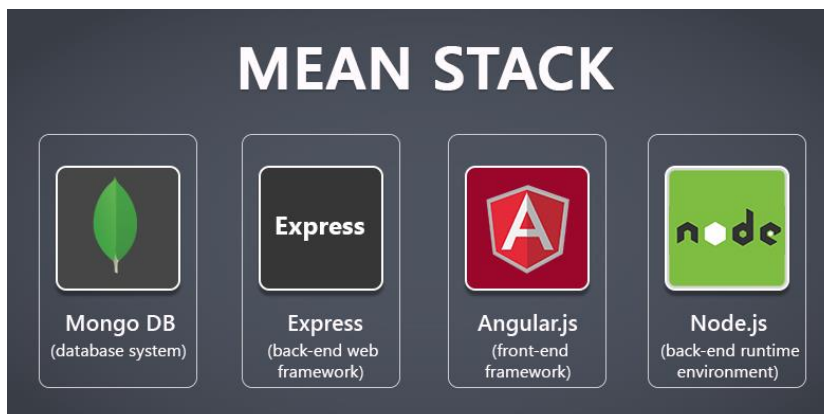 MEAN STACK
Express
A
node
Mongo DB
(database system)
Express
(back-end web
framework)
Angular.js
(front-end
framework)
Node.js
(back-end runtime
environment)